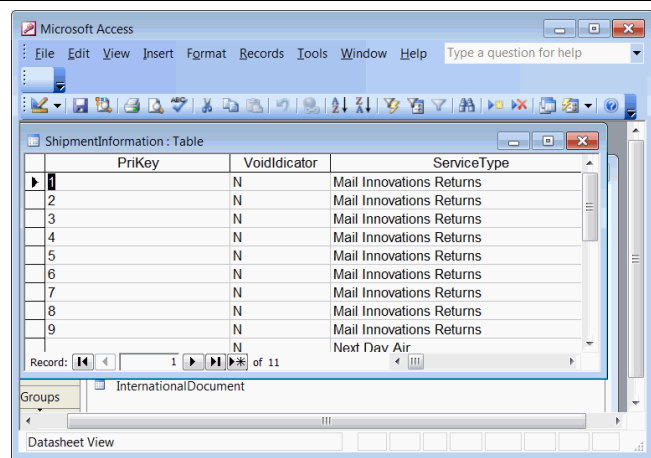 Microsoft Access
File Edit View Insert Format Records Tools Window Help Type a question for help
ShipmentInformation : Table
PriKey VoidIdicator ServiceType
1 N Mail Innovations Returns
2 N Mail Innovations Returns
3 N Mail Innovations Returns
4 N Mail Innovations Returns
5 N Mail Innovations Returns
6 N Mail Innovations Returns
7 N Mail Innovations Returns
8 N Mail Innovations Returns
9 N Mail Innovations Returns
N Next Day Air
Record: 1 of 11
InternationalDocument
Groups
Datasheet View